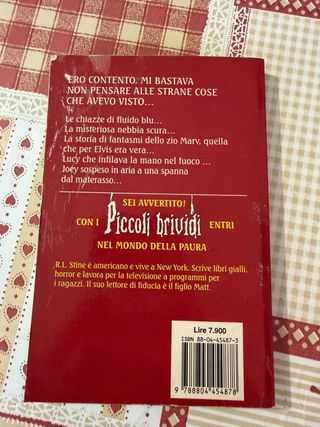 ERO CONTENTO. MI BASTAVA
NON PENSARE ALLE STRANE COSE
CHE AVEVO VISTO...
Le chiazze di fluido blu...
La misteriosa nebbia scura...
La storia di fantasmi dello zio Marv, quella
che per Elvis era vera...
Lucy che infilava la mano nel fuoco ...
Joey sospeso in aria a una spanna
dal materasso...
SEI AVVERTITO!
CON I Piccoli brividi ENTRI
NEL MONDO DELLA PAURA
R.L. Stine è americano e vive a New York. Scrive libri gialli,
horror e lavora per la televisione a programmi per
i ragazzi. Il suo lettore di fiducia è il figlio Matt.
Lire 7.900
ISBN 88-04-45487-3
9 788804 454878